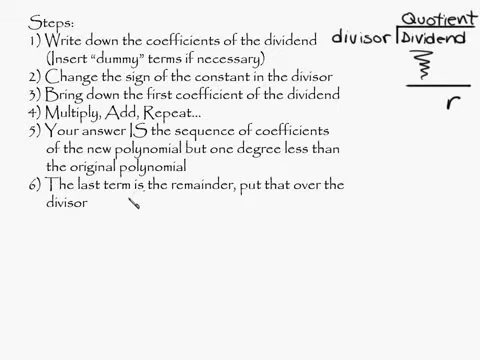 Steps:
1) Write down the coefficients of the dividend
(Insert “dummy” terms if necessary)
2) Change the sign of the constant in the divisor
3) Bring down the first coefficient of the dividend
4) Multiply, Add, Repeat...
5) Your answer IS the sequence of coefficients
of the new polynomial but one degree less than
the original polynomial
6) The last term is the remainder, put that over the
divisor
Quotient
divisor Dividend
r